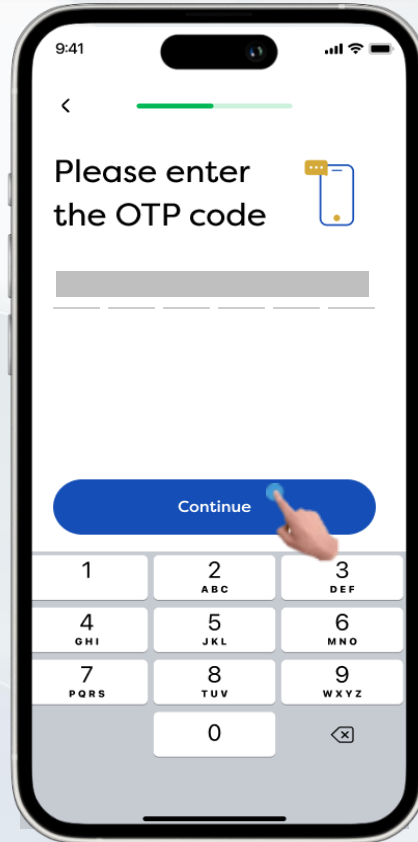 9:41
Please enter
the OTP code
Continue
1
2
ABC
3
DEF
4
GHI
5
JKL
6
MNO
7
PQRS
8
TUV
9
WXYZ
0